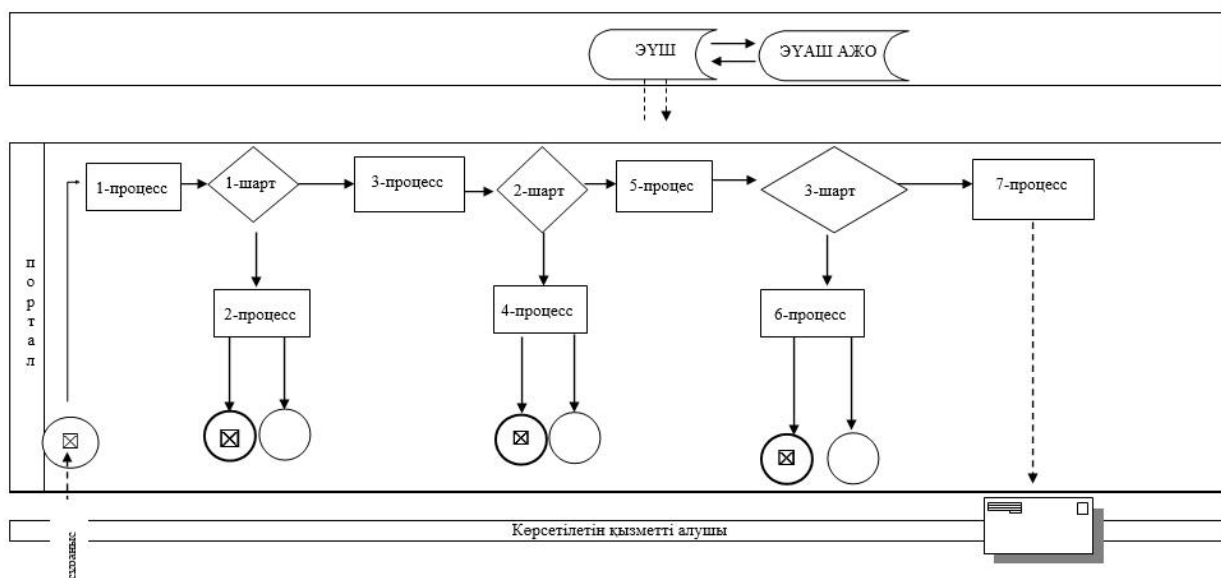 ЭҮШ
ЭҮАШ АЖО
портал
1-процесс
1-шарт
3-процесс
2-шарт
5-процес
3-шарт
7-процесс
2-процесс
4-процесс
6-процесс
Көрсетілетін қызметті алушы